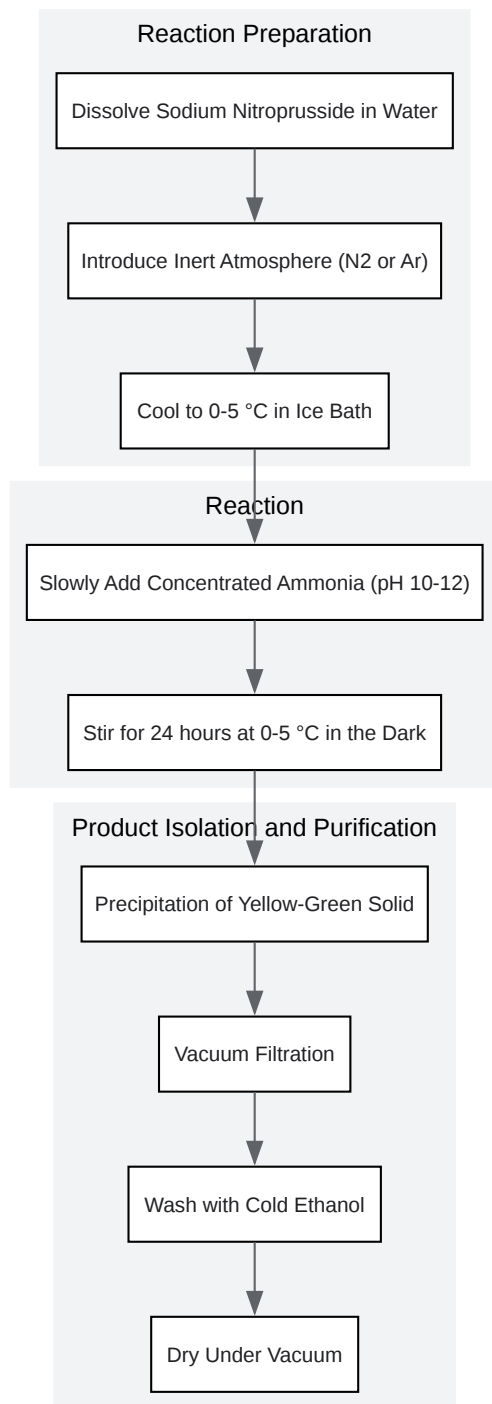 Reaction Preparation
Dissolve Sodium Nitroprusside in Water
Introduce Inert Atmosphere (N2 or Ar)
Cool to 0-5 °C in Ice Bath
Reaction
Slowly Add Concentrated Ammonia (pH 10-12)
Stir for 24 hours at 0-5 °C in the Dark
Product Isolation and Purification
Precipitation of Yellow-Green Solid
Vacuum Filtration
Wash with Cold Ethanol
Dry Under Vacuum